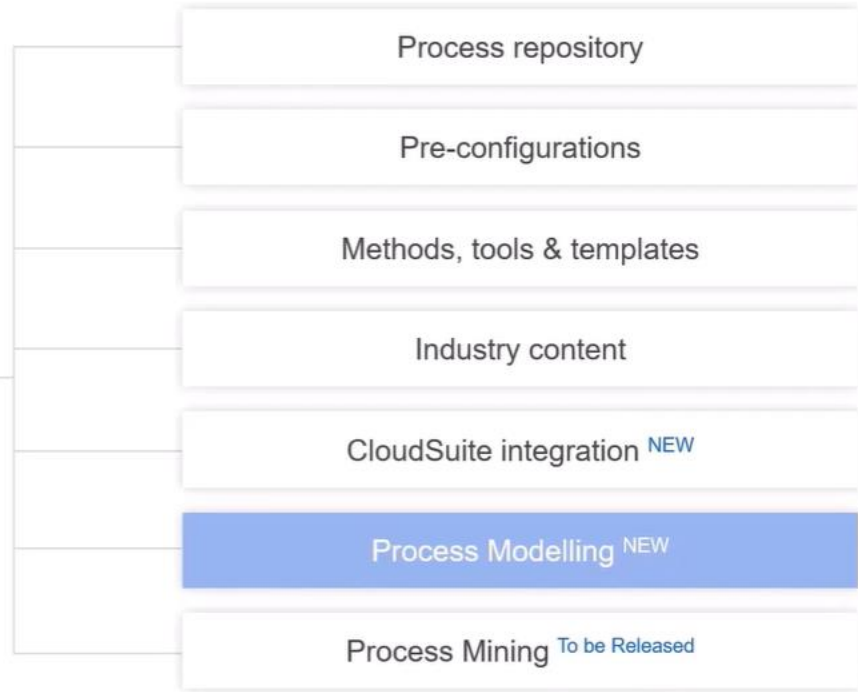 Process repository
Pre-configurations
Methods, tools & templates
Industry content
CloudSuite integration NEW
Process Modelling NEW
Process Mining To be Released